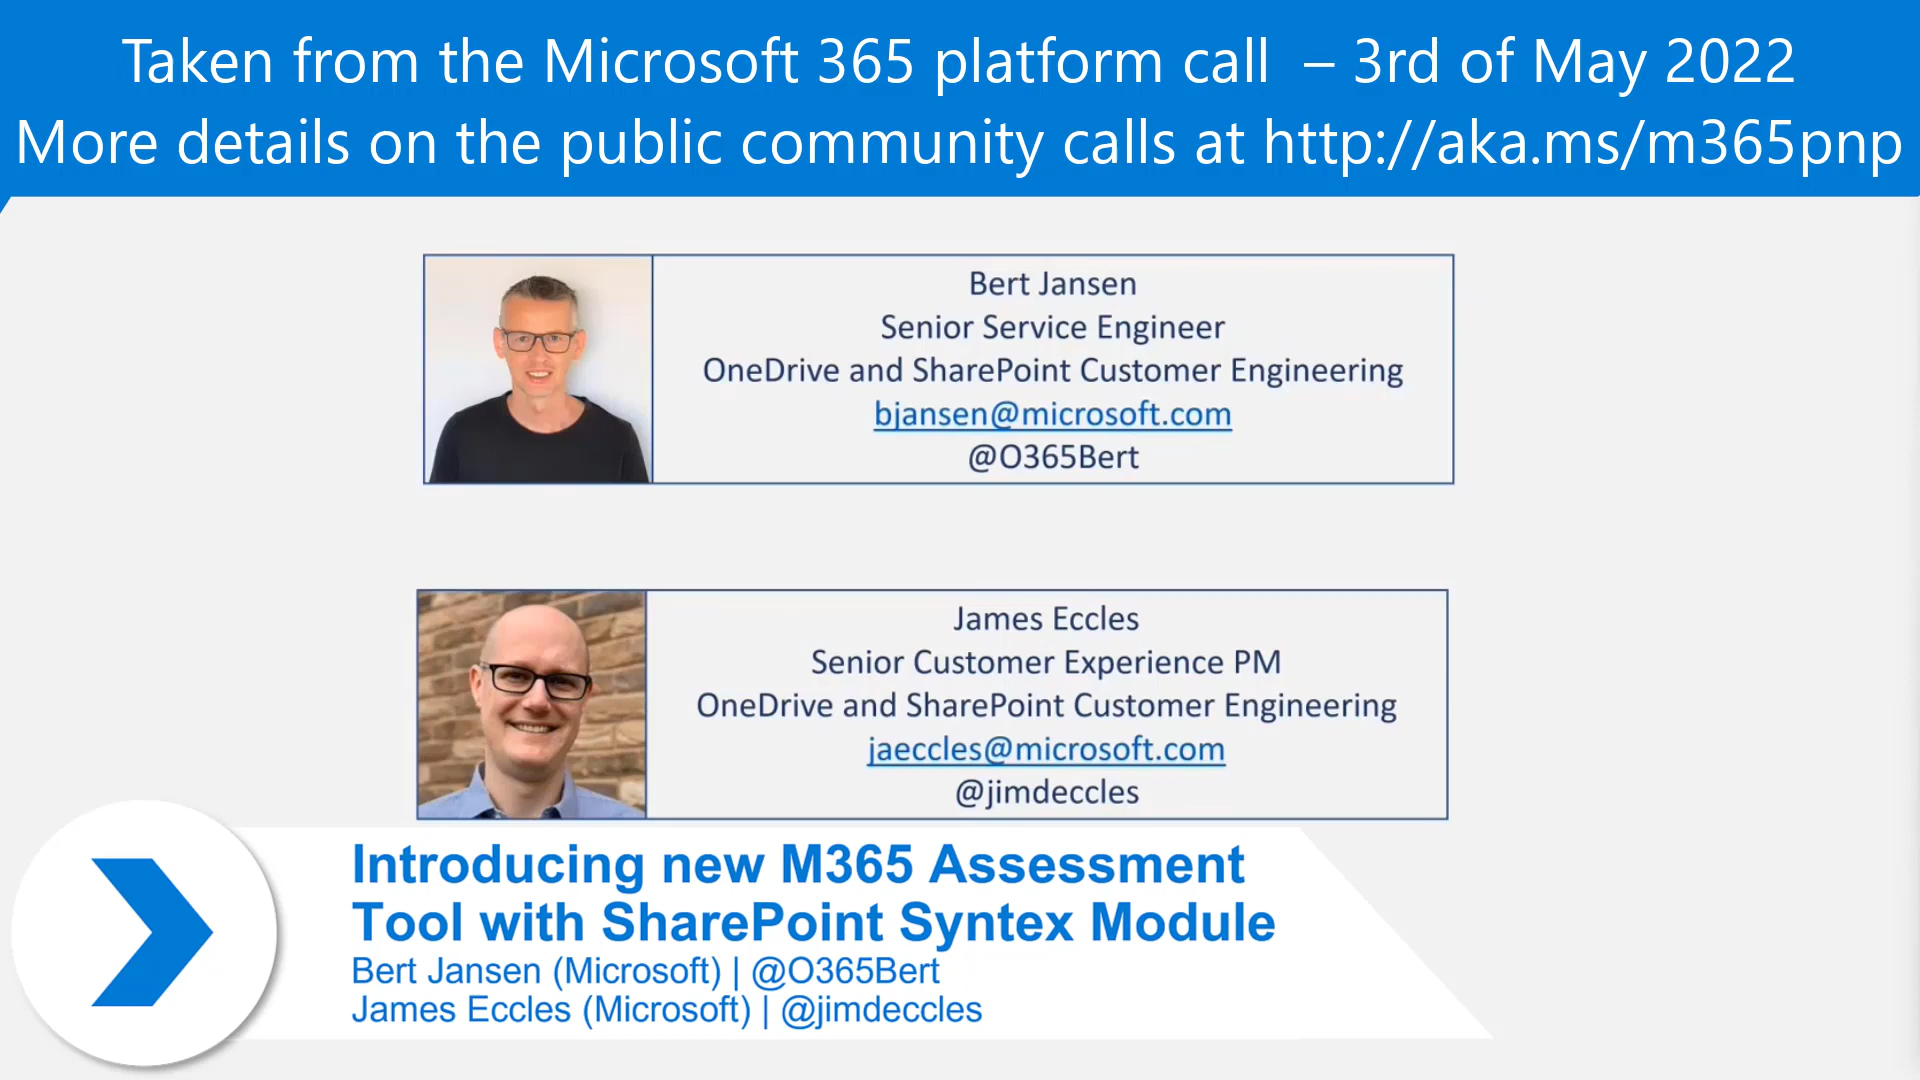 Taken from the Microsoft 365 platform call – 3rd of May 2022
More details on the public community calls at http://aka.ms/m365pnp
Bert Jansen
Senior Service Engineer
OneDrive and SharePoint Customer Engineering
bjansen@microsoft.com
@O365Bert
James Eccles
Senior Customer Experience PM
OneDrive and SharePoint Customer Engineering
jaeccles@microsoft.com
@jimdeccles
Introducing new M365 Assessment
Tool with SharePoint Syntex Module
Bert Jansen (Microsoft) | @O365Bert
James Eccles (Microsoft) | @jimdeccles